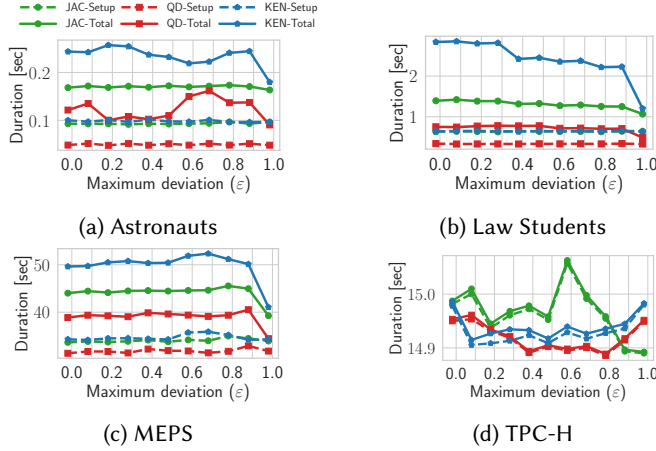 JAC-Setup QD-Setup KEN-Setup
JAC-Total QD-Total KEN-Total
Duration [sec]
0.2
0.1
0.0 0.2 0.4 0.6 0.8 1.0
Maximum deviation (ε)
(a) Astronauts
Duration [sec]
2
1
0.0 0.2 0.4 0.6 0.8 1.0
Maximum deviation (ε)
(b) Law Students
Duration [sec]
50
40
0.0 0.2 0.4 0.6 0.8 1.0
Maximum deviation (ε)
(c) MEPS
Duration [sec]
15.0
14.9
0.0 0.2 0.4 0.6 0.8 1.0
Maximum deviation (ε)
(d) TPC-H